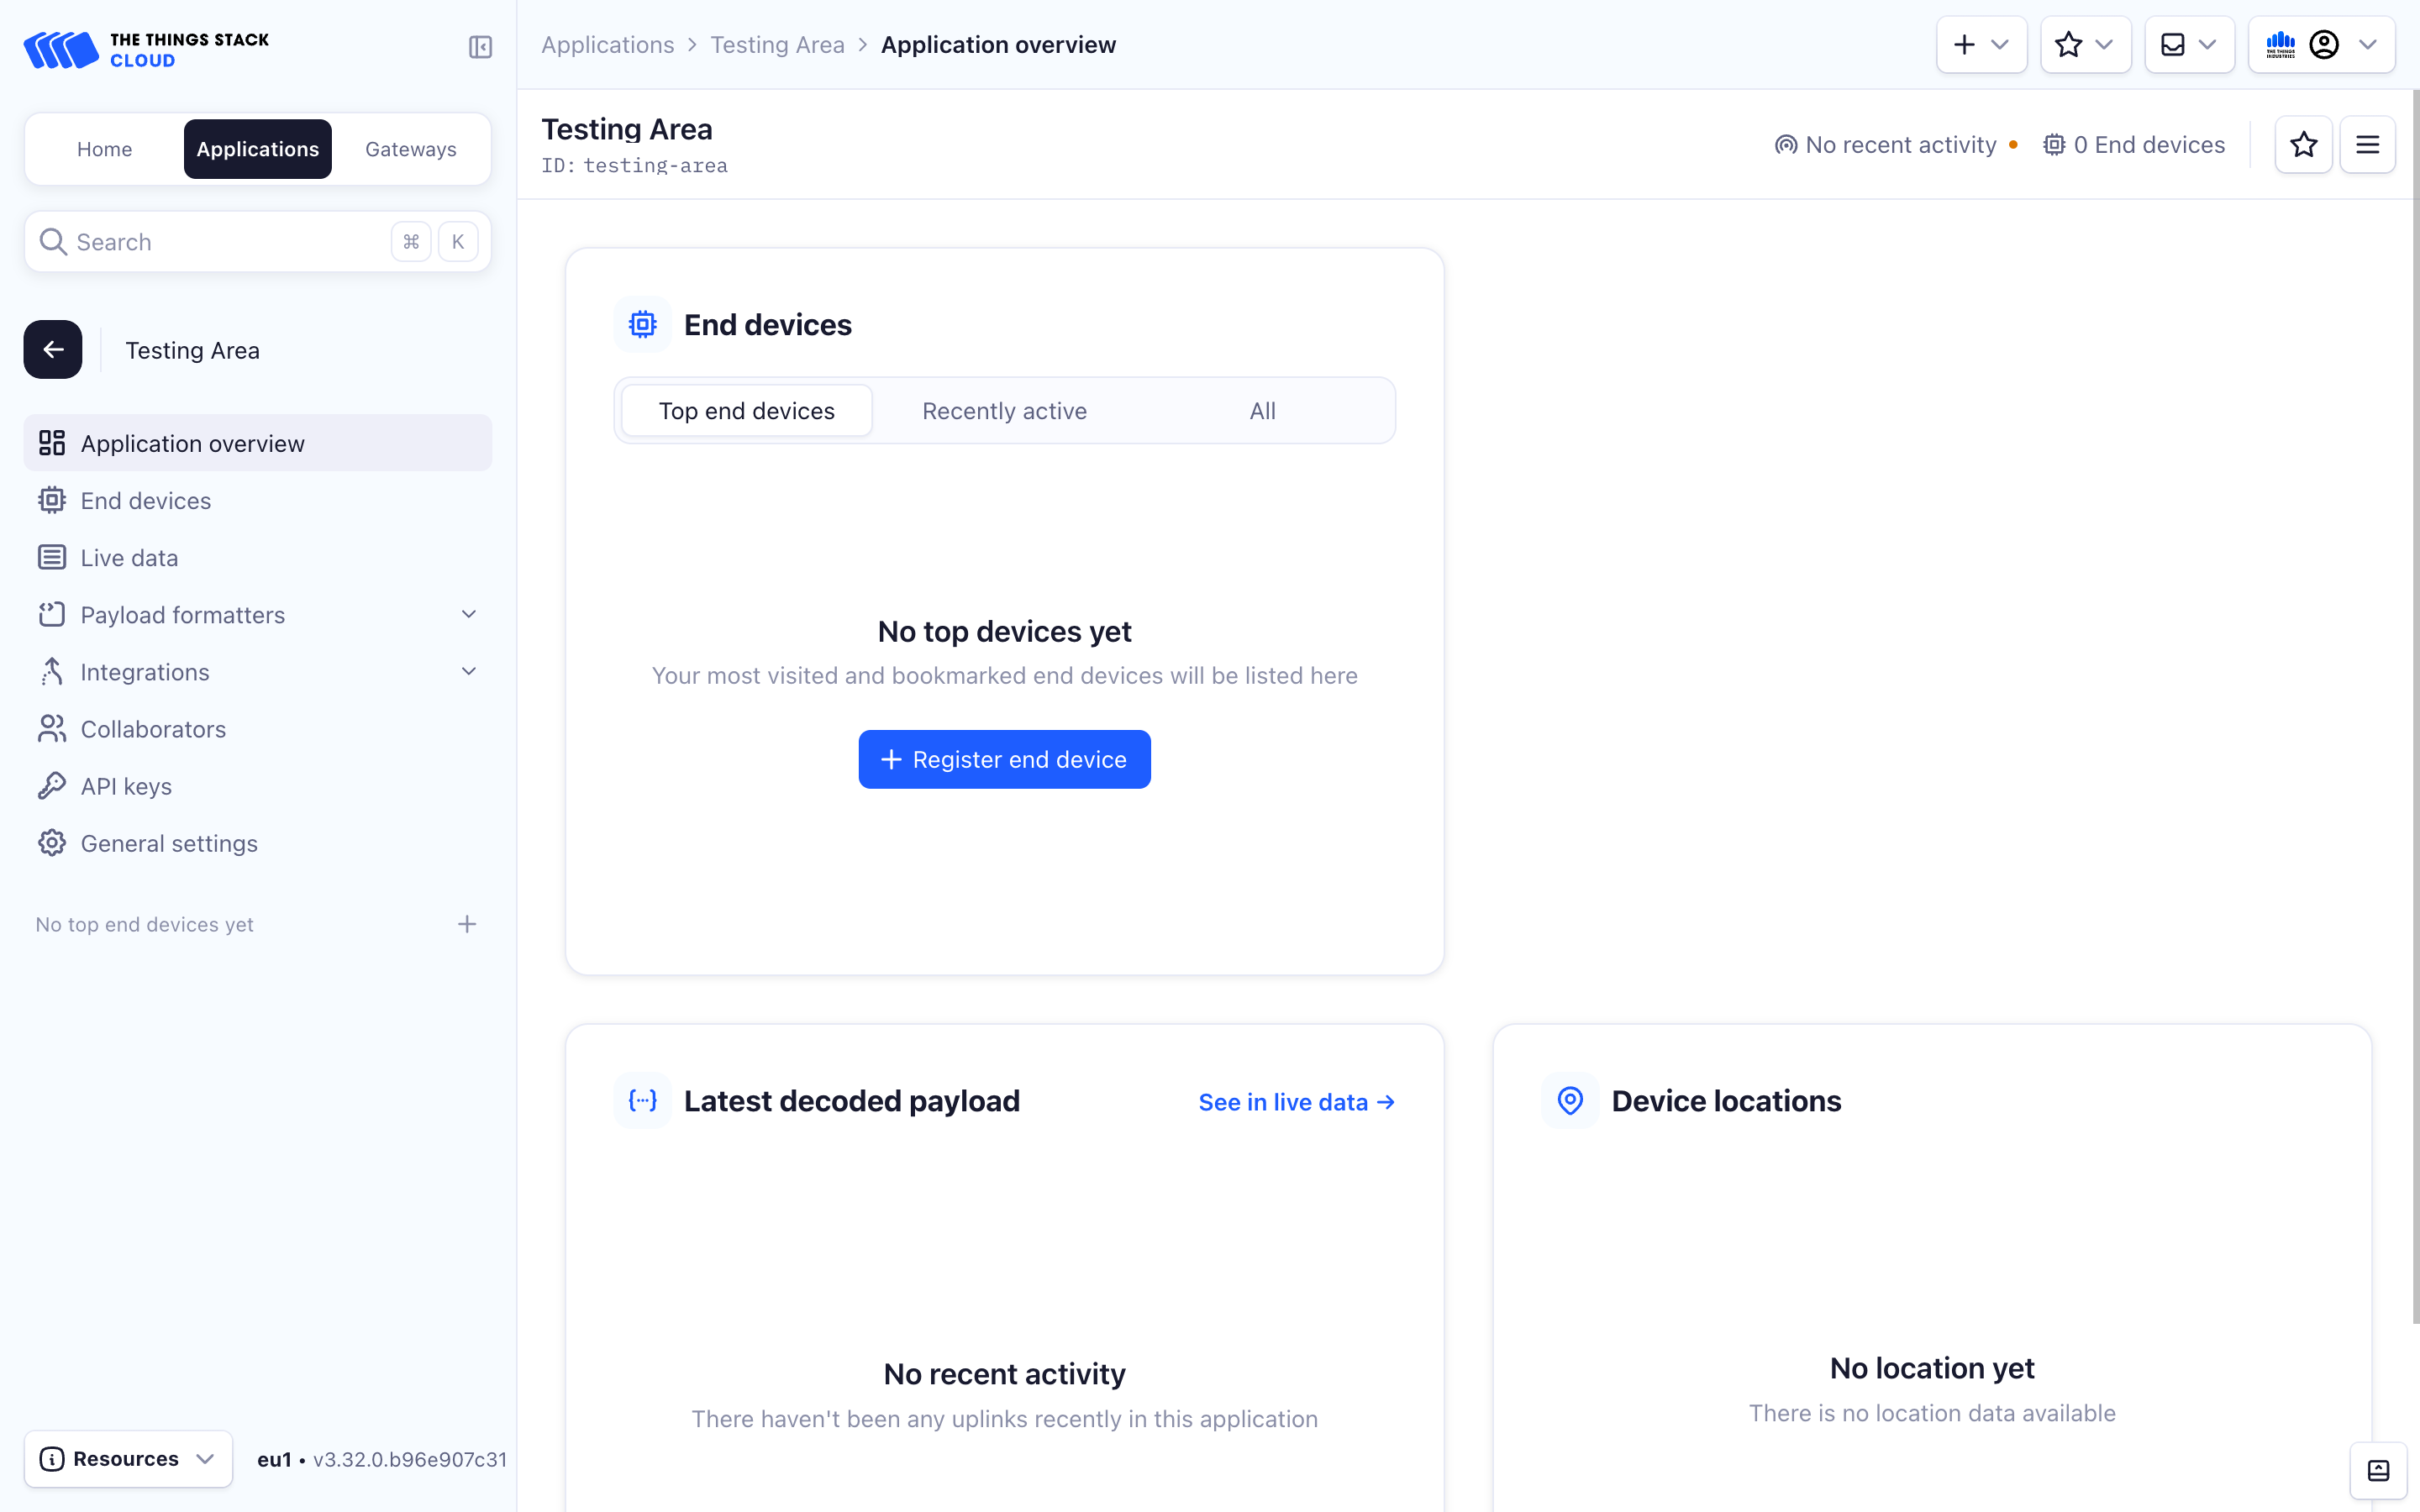 THE THINGS STACK
CLOUD
Applications > Testing Area > Application overview
THE THINGS
INDUSTRIES
Home
Applications
Gateways
Search
⌘ K
Testing Area
ID: testing-area
No recent activity
0 End devices
Testing Area
Application overview
End devices
Live data
Payload formatters
Integrations
Collaborators
API keys
General settings
No top end devices yet
End devices
Top end devices
Recently active
All
No top devices yet
Your most visited and bookmarked end devices will be listed here
Register end device
Latest decoded payload
See in live data →
No recent activity
There haven't been any uplinks recently in this application
Device locations
No location yet
There is no location data available
Resources
eu1 • v3.32.0.b96e907c31